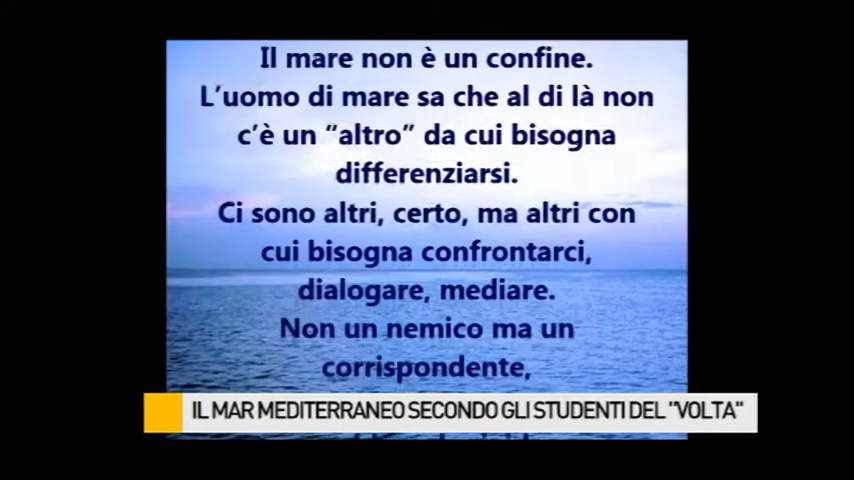 Il mare non è un confine.
L'uomo di mare sa che al di là non
c'è un "altro" da cui bisogna
differenziarsi.
Ci sono altri, certo, ma altri con
cui bisogna confrontarci,
dialogare, mediare.
Non un nemico ma un
corrispondente,
IL MAR MEDITERRANEO SECONDO GLI STUDENTI DEL "VOLTA"